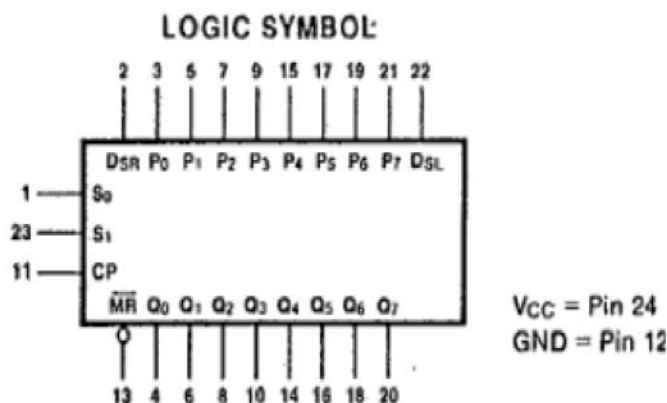 LOGIC SYMBOL
2 3 5 7 9 15 17 19 21 22
DSR P0 P1 P2 P3 P4 P5 P6 P7 DSL
1 S0
23 S1
11 CP
MR Q0 Q1 Q2 Q3 Q4 Q5 Q6 Q7
13 4 6 8 10 14 16 18 20
VCC = Pin 24
GND = Pin 12